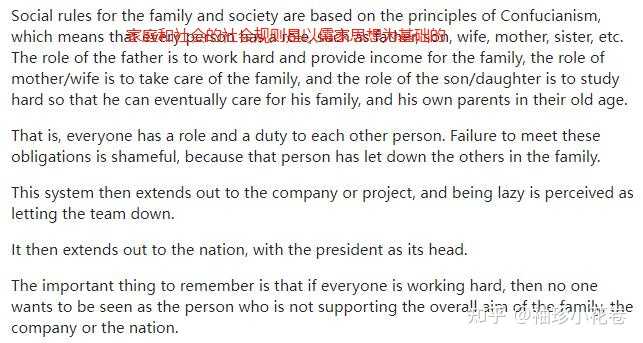 Social rules for the family and society are based on the principles of Confucianism,
which means that every person has a role, such as father, son, wife, mother, sister, etc.
家庭和社会的社会规则是以儒家思想为基础的
The role of the father is to work hard and provide income for the family, the role of
mother/wife is to take care of the family, and the role of the son/daughter is to study
hard so that he can eventually care for his family, and his own parents in their old age.
That is, everyone has a role and a duty to each other person. Failure to meet these
obligations is shameful, because that person has let down the others in the family.
This system then extends out to the company or project, and being lazy is perceived as
letting the team down.
It then extends out to the nation, with the president as its head.
The important thing to remember is that if everyone is working hard, then no one
wants to be seen as the person who is not supporting the overall aim of the family, the
company or the nation.
知乎 @袖珍小花卷